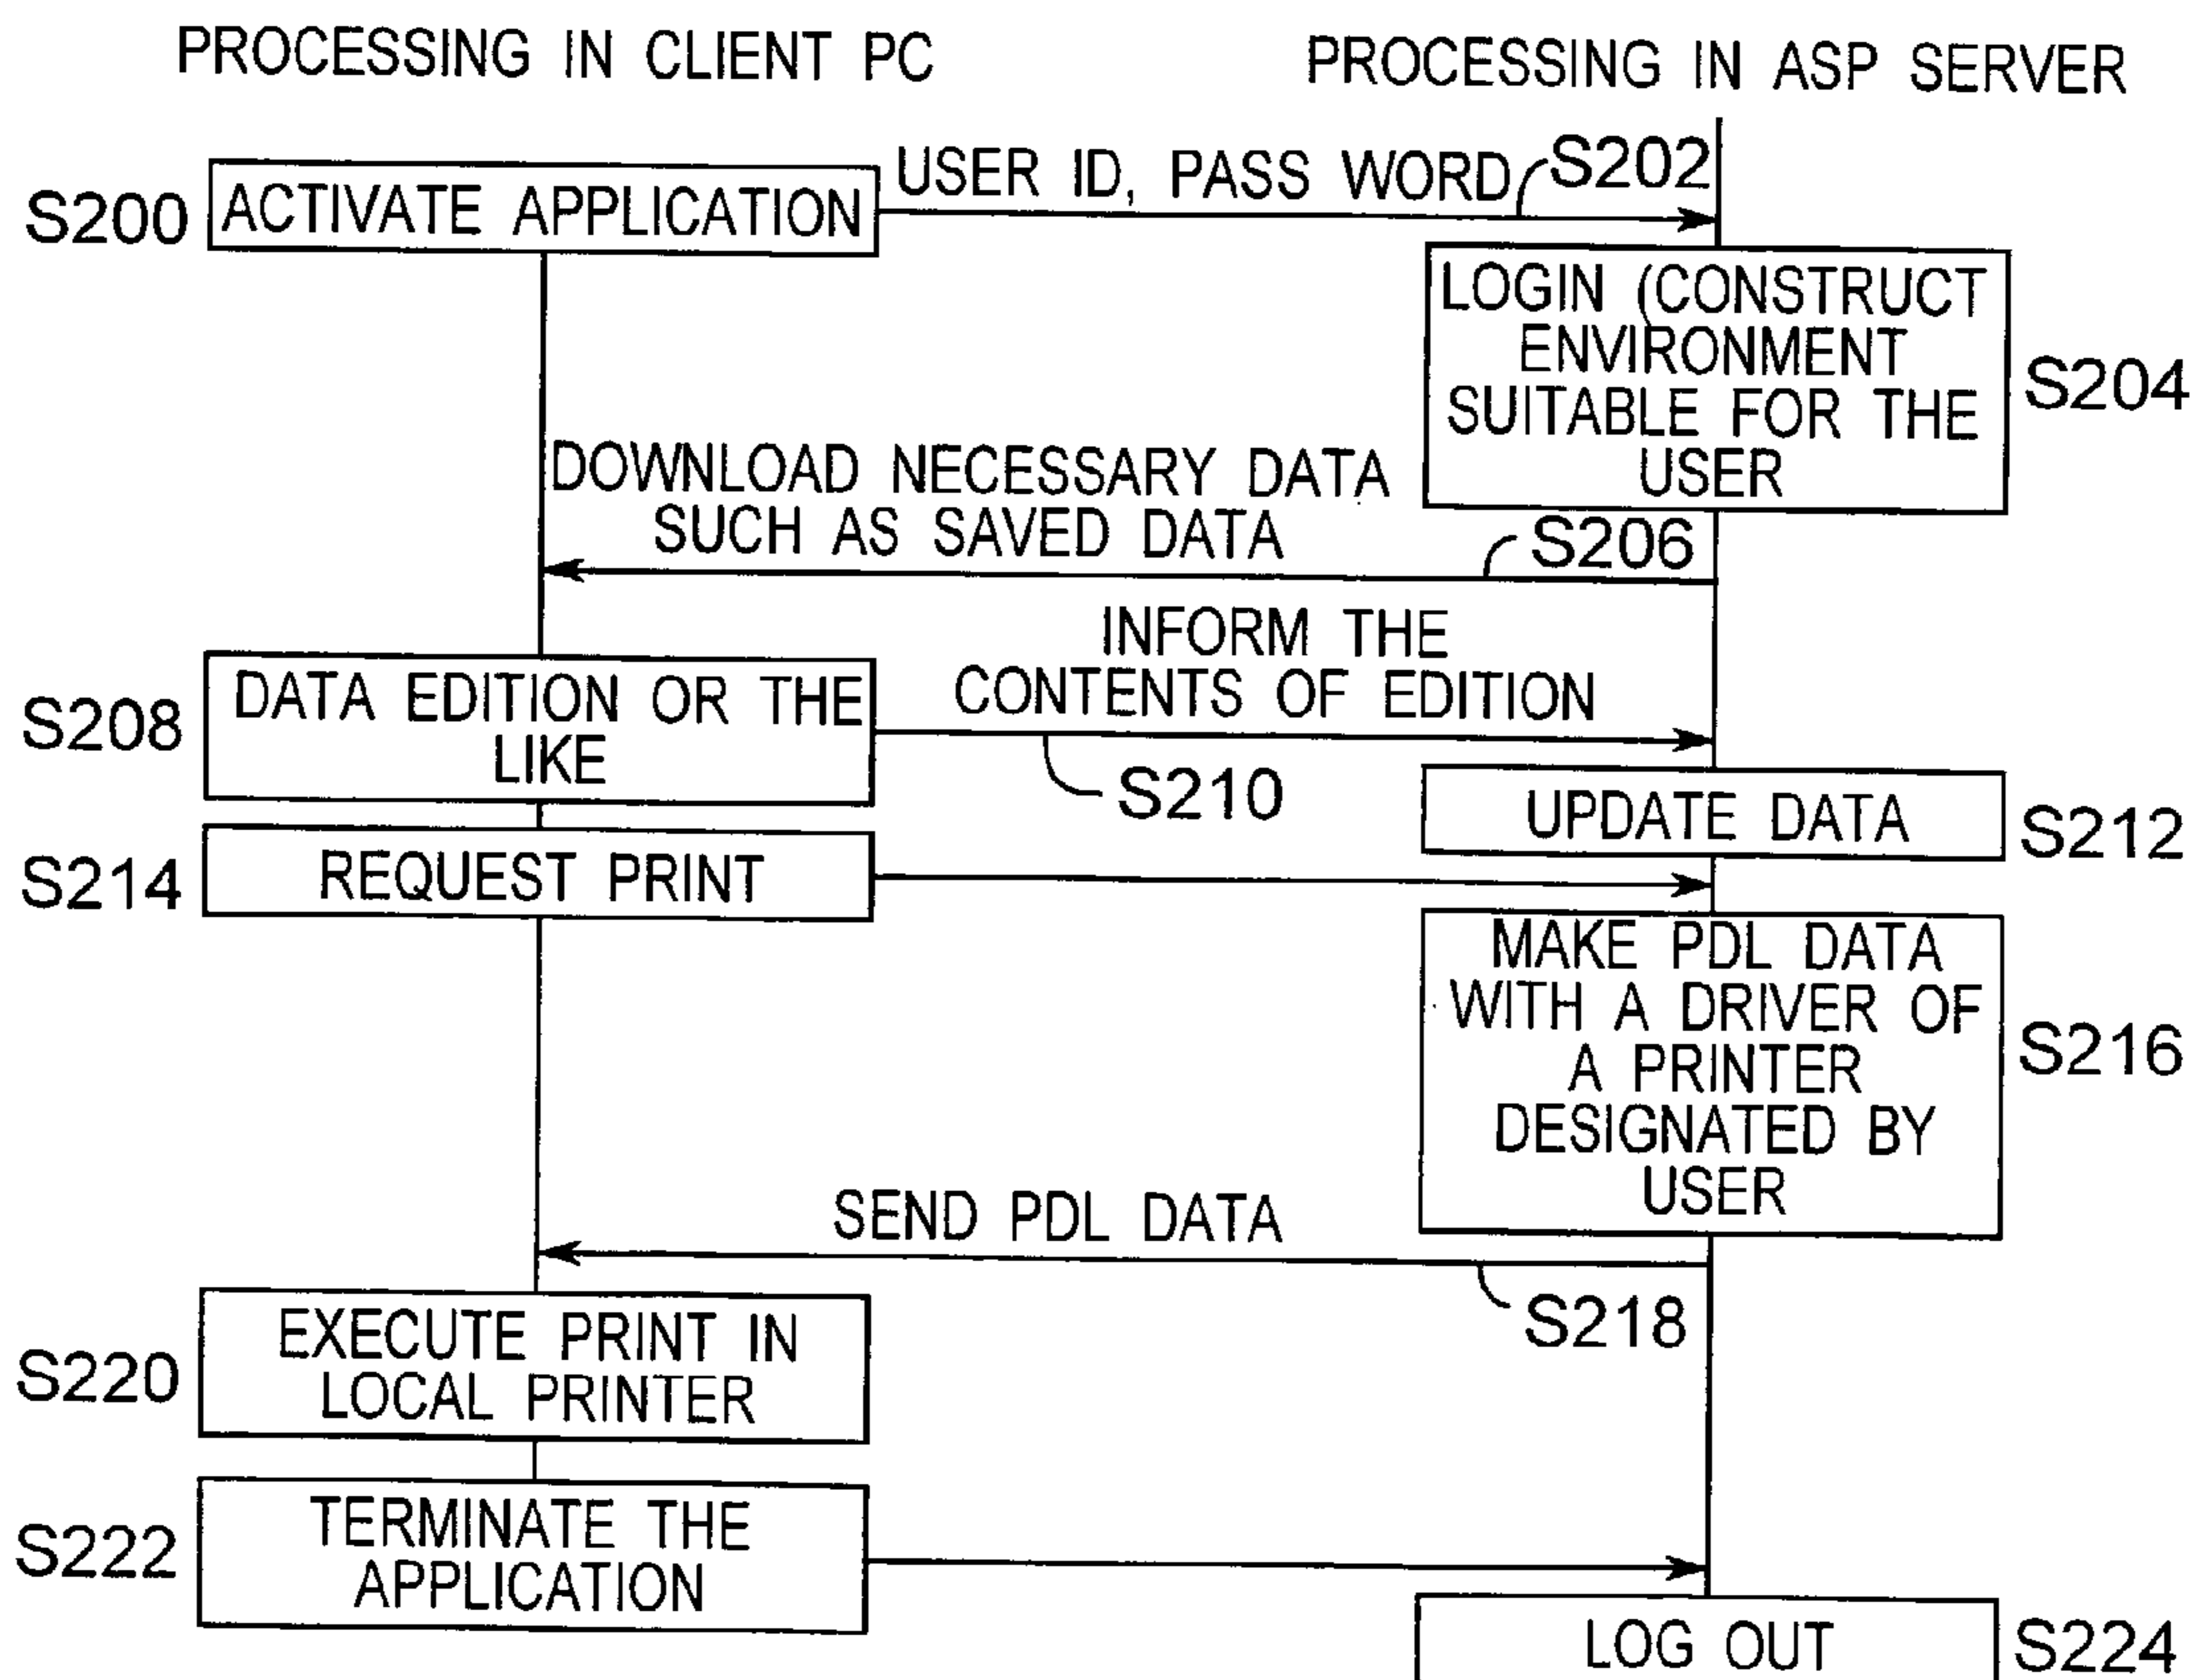 PROCESSING IN CLIENT PC
PROCESSING IN ASP SERVER
S200
ACTIVATE APPLICATION
USER ID, PASS WORD
S202
LOGIN (CONSTRUCT
ENVIRONMENT
SUITABLE FOR THE
USER
S204
DOWNLOAD NECESSARY DATA
SUCH AS SAVED DATA
S206
S208
DATA EDITION OR THE
LIKE
INFORM THE
CONTENTS OF EDITION
S210
UPDATE DATA
S212
S214
REQUEST PRINT
MAKE PDL DATA
WITH A DRIVER OF
A PRINTER
DESIGNATED BY
USER
S216
SEND PDL DATA
S218
S220
EXECUTE PRINT IN
LOCAL PRINTER
S222
TERMINATE THE
APPLICATION
LOG OUT
S224